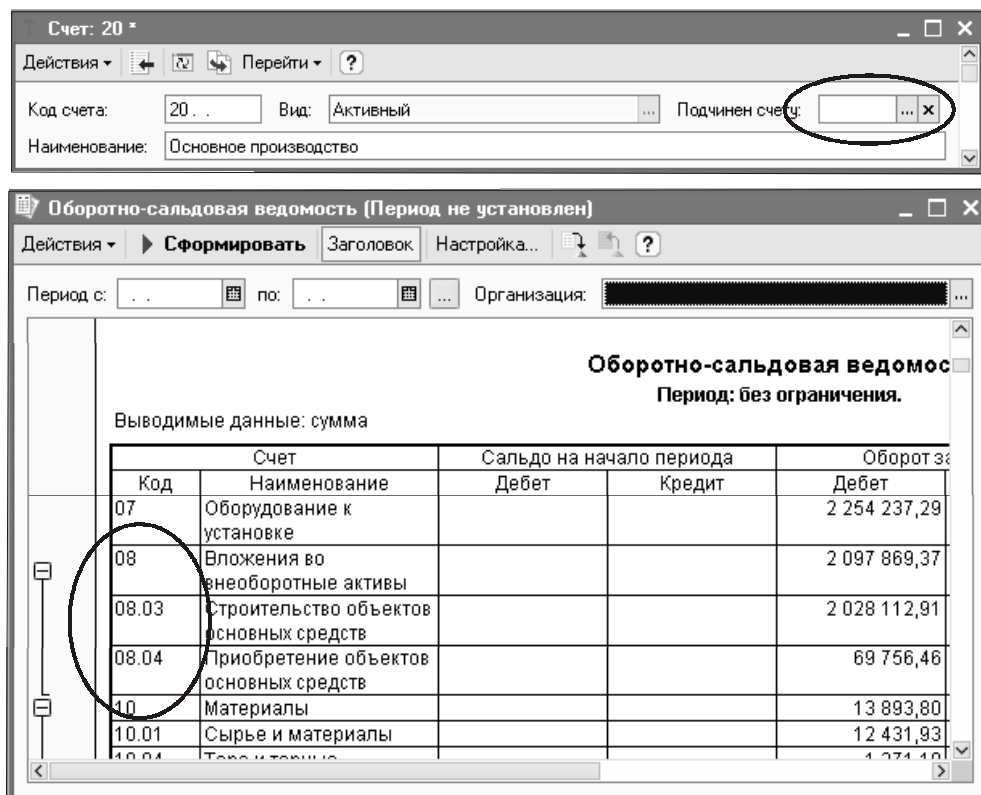 Счет: 20 *
Действия Перейти ?
Код счета: 20 . . Вид: Активный ... Подчинен счету: ... x
Наименование: Основное производство
Оборотно-сальдовая ведомость (Период не установлен)
Действия Сформировать Заголовок Настройка... ?
Период с: . . по: . . ... Организация: ...
Оборотно-сальдовая ведомос
Период: без ограничения.
Выводимые данные: сумма
Счет Сальдо на начало периода Оборот за
Код Наименование Дебет Кредит Дебет
07 Оборудование к 2 254 237,29
установке
08 Вложения во 2 097 869,37
внеоборотные активы
08.03 Строительство объектов 2 028 112,91
основных средств
08.04 Приобретение объектов 69 756,46
основных средств
10 Материалы 13 893,80
10.01 Сырье и материалы 12 431,93